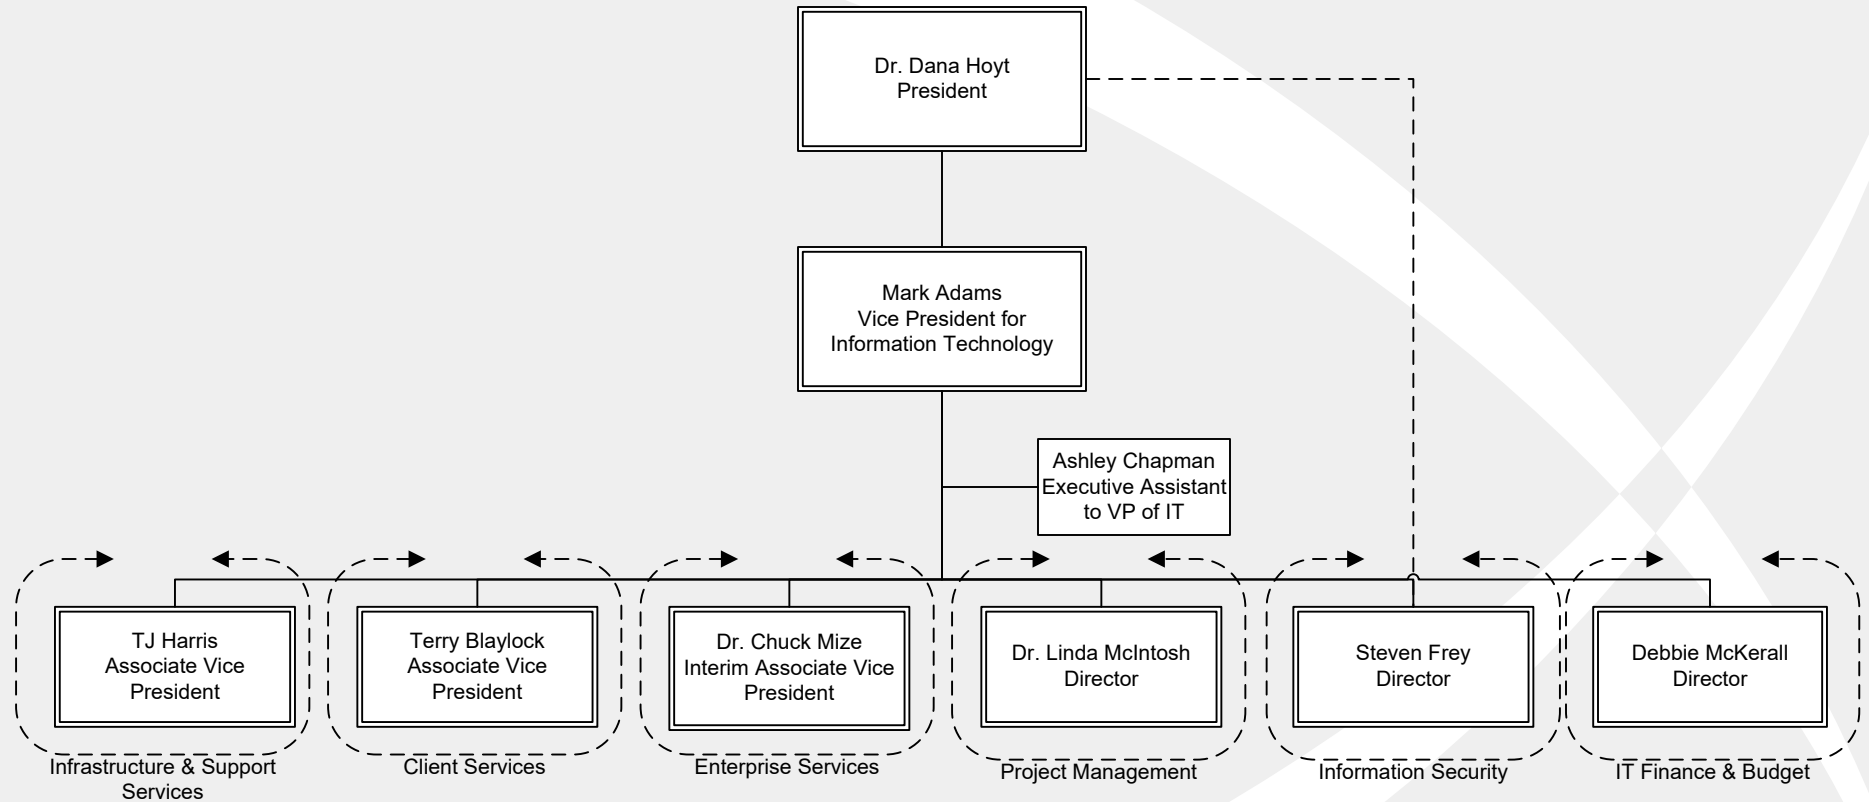 Dr. Dana Hoyt
President
Mark Adams
Vice President for
Information Technology
Ashley Chapman
Executive Assistant
to VP of IT
TJ Harris
Associate Vice
President
Terry Blaylock
Associate Vice
President
Dr. Chuck Mize
Interim Associate Vice
President
Dr. Linda McIntosh
Director
Steven Frey
Director
Debbie McKerall
Director
Infrastructure & Support
Services
Client Services
Enterprise Services
Project Management
Information Security
IT Finance & Budget